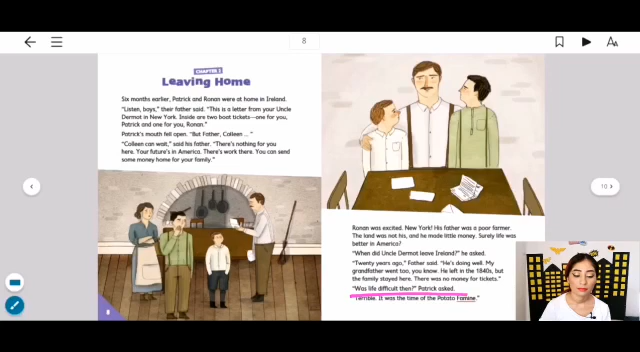 8
CHAPTER 2
Leaving Home
Six months earlier, Patrick and Ronan were at home in Ireland.
"Listen, boys," their father said. "This is a letter from your Uncle
Dermot in New York. Inside are two boat tickets—one for you,
Patrick and one for you, Ronan."
Patrick's mouth fell open. "But Father, Colleen ... "
"Colleen can wait," said his father. "There's nothing for you
here. Your future's in America. There's work there. You can send
some money home for your family."
8
Ronan was excited. New York! His father was a poor farmer.
The land was not his, and he made little money. Surely life was
better in America?
"When did Uncle Dermot leave Ireland?" he asked.
"Twenty years ago," Father said. "He's doing well. My
grandfather went too, you know. He left in the 1840s, but
the family stayed here. There was no money for tickets."
"Was life difficult then?" Patrick asked.
"Terrible. It was the time of the Potato Famine."
10